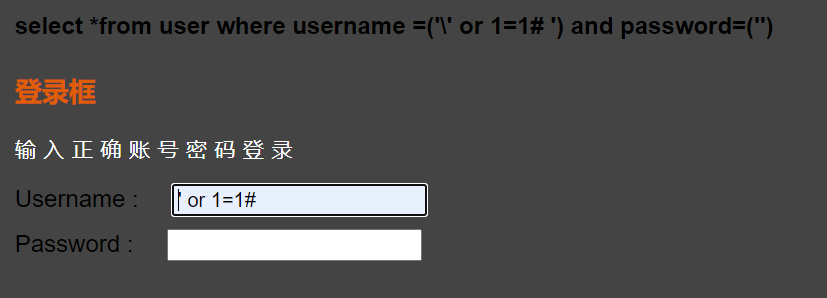 select *from user where username =('\' or 1=1# ') and password=('')
登录框
输入正确账号密码登录
Username : ' or 1=1#
Password :